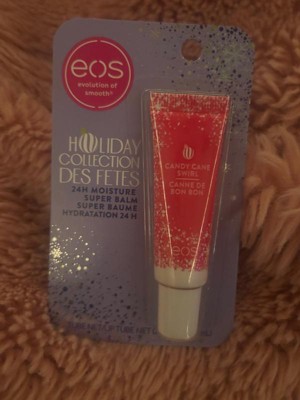 eos
evolution of
smooth®
HOLIDAY
COLLECTION
DES FETES
24H MOISTURE
SUPER BALM
SUPER BAUME
HYDRATATION 24 H
CANDY CANE
SWIRL
CANNE DE
BON BON
eos